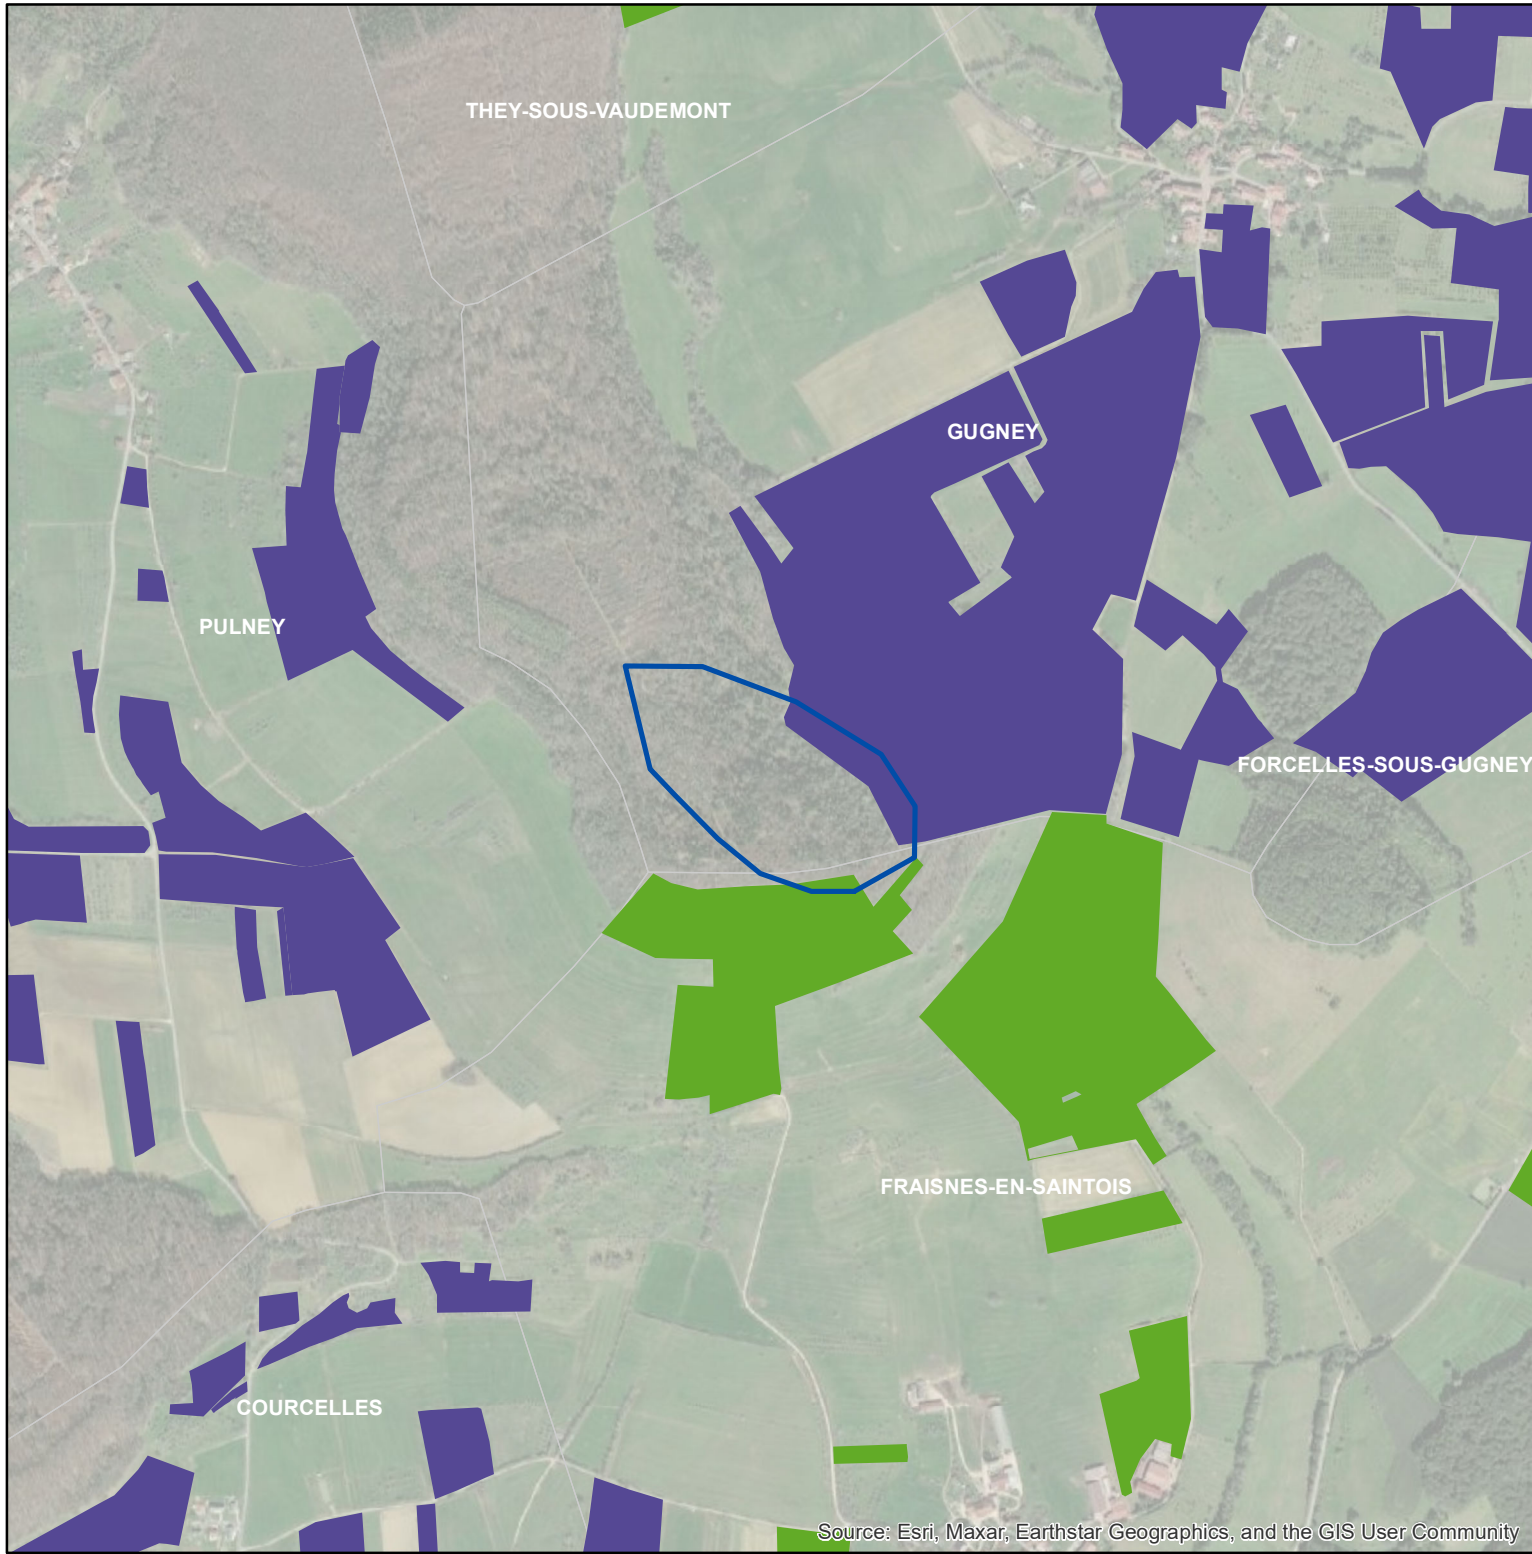 THEY-SOUS-VAUDEMONT
GUGNEY
PULNEY
FORCELLES-SOUS-GUGNEY
FRAISNES-EN-SAINTOIS
COURCELLES
Source: Esri, Maxar, Earthstar Geographics, and the GIS User Community